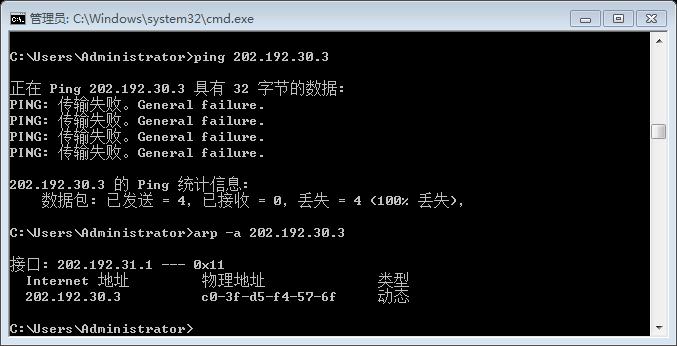 管理员: C:\Windows\system32\cmd.exe
C:\Users\Administrator>ping 202.192.30.3
正在 Ping 202.192.30.3 具有 32 字节的数据:
PING: 传输失败。General failure.
PING: 传输失败。General failure.
PING: 传输失败。General failure.
PING: 传输失败。General failure.
202.192.30.3 的 Ping 统计信息:
    数据包: 已发送 = 4, 已接收 = 0, 丢失 = 4 (100% 丢失),
C:\Users\Administrator>arp -a 202.192.30.3
接口: 202.192.31.1 --- 0x11
  Internet 地址         物理地址              类型
  202.192.30.3          c0-3f-d5-f4-57-6f     动态
C:\Users\Administrator>